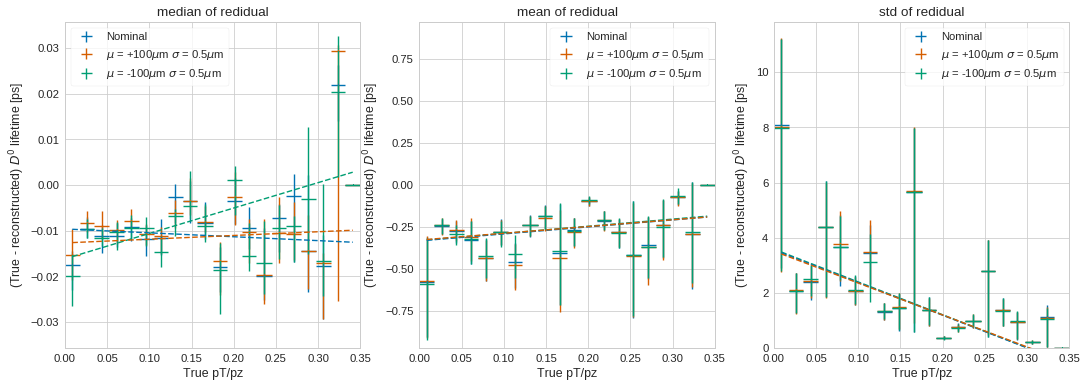 median of redidual
Nominal
μ = +100μm σ = 0.5μm
μ = -100μm σ = 0.5μm
(True - reconstructed) D⁰ lifetime [ps]
0.03
0.02
0.01
0.00
−0.01
−0.02
−0.03
0.00 0.05 0.10 0.15 0.20 0.25 0.30 0.35
True pT/pz
mean of redidual
Nominal
μ = +100μm σ = 0.5μm
μ = -100μm σ = 0.5μm
(True - reconstructed) D⁰ lifetime [ps]
0.75
0.50
0.25
0.00
−0.25
−0.50
−0.75
0.00 0.05 0.10 0.15 0.20 0.25 0.30 0.35
True pT/pz
std of redidual
Nominal
μ = +100μm σ = 0.5μm
μ = -100μm σ = 0.5μm
(True - reconstructed) D⁰ lifetime [ps]
10
8
6
4
2
0
0.00 0.05 0.10 0.15 0.20 0.25 0.30 0.35
True pT/pz